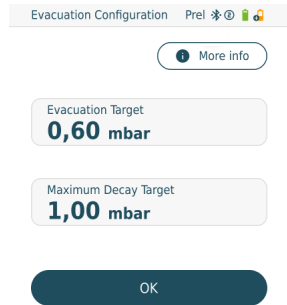 Evacuation Configuration Prel
More info
Evacuation Target
0,60 mbar
Maximum Decay Target
1,00 mbar
OK